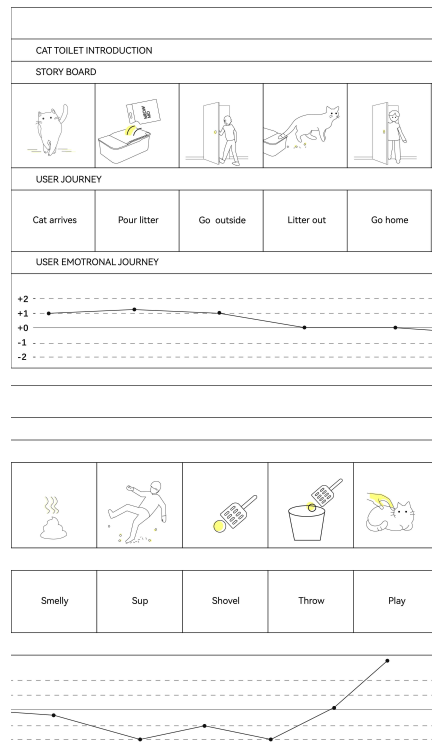 CAT TOILET INTRODUCTION
STORY BOARD
USER JOURNEY
Cat arrives
Pour litter
Go outside
Litter out
Go home
USER EMOTRONAL JOURNEY
+2
+1
+0
-1
-2
Smelly
Sup
Shovel
Throw
Play